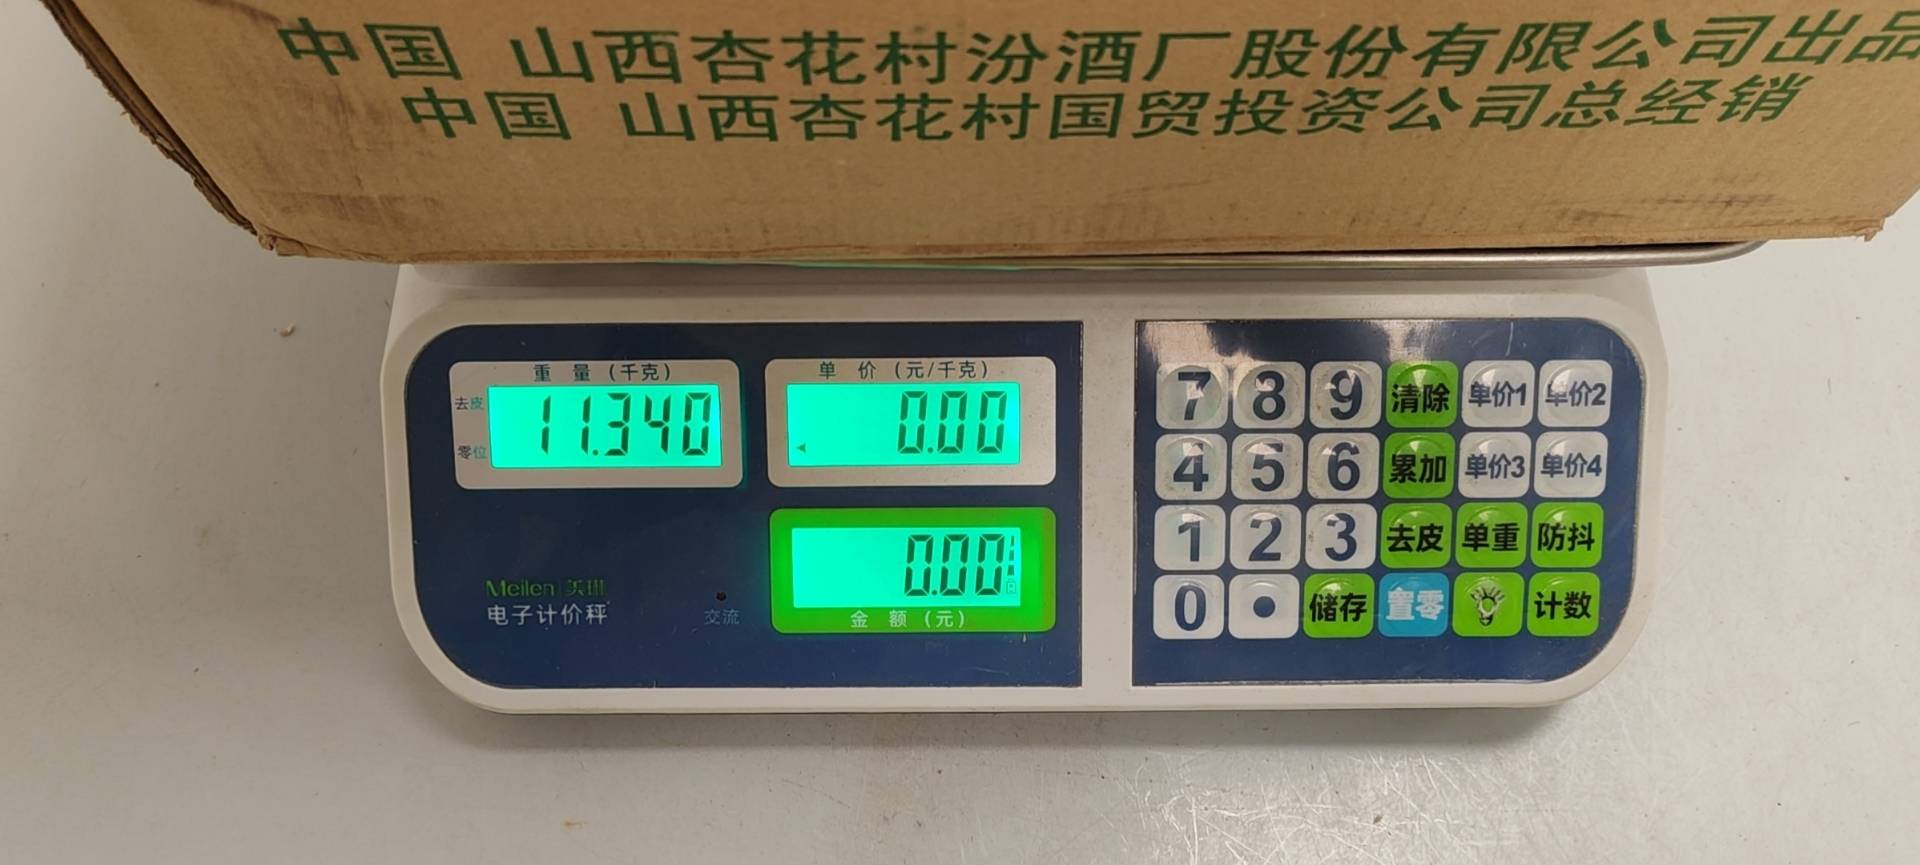 中国 山西杏花村汾酒厂股份有限公司出品
中国 山西杏花村国贸投资公司总经销
重 量 (千克)
去皮
11.340
零位
单 价 (元/千克)
0.00
0.00
金 额 (元)
Meilen 美琳
电子计价秤
交流
7 8 9 清除 单价1 单价2
4 5 6 累加 单价3 单价4
1 2 3 去皮 单重 防抖
0 • 储存 置零 计数